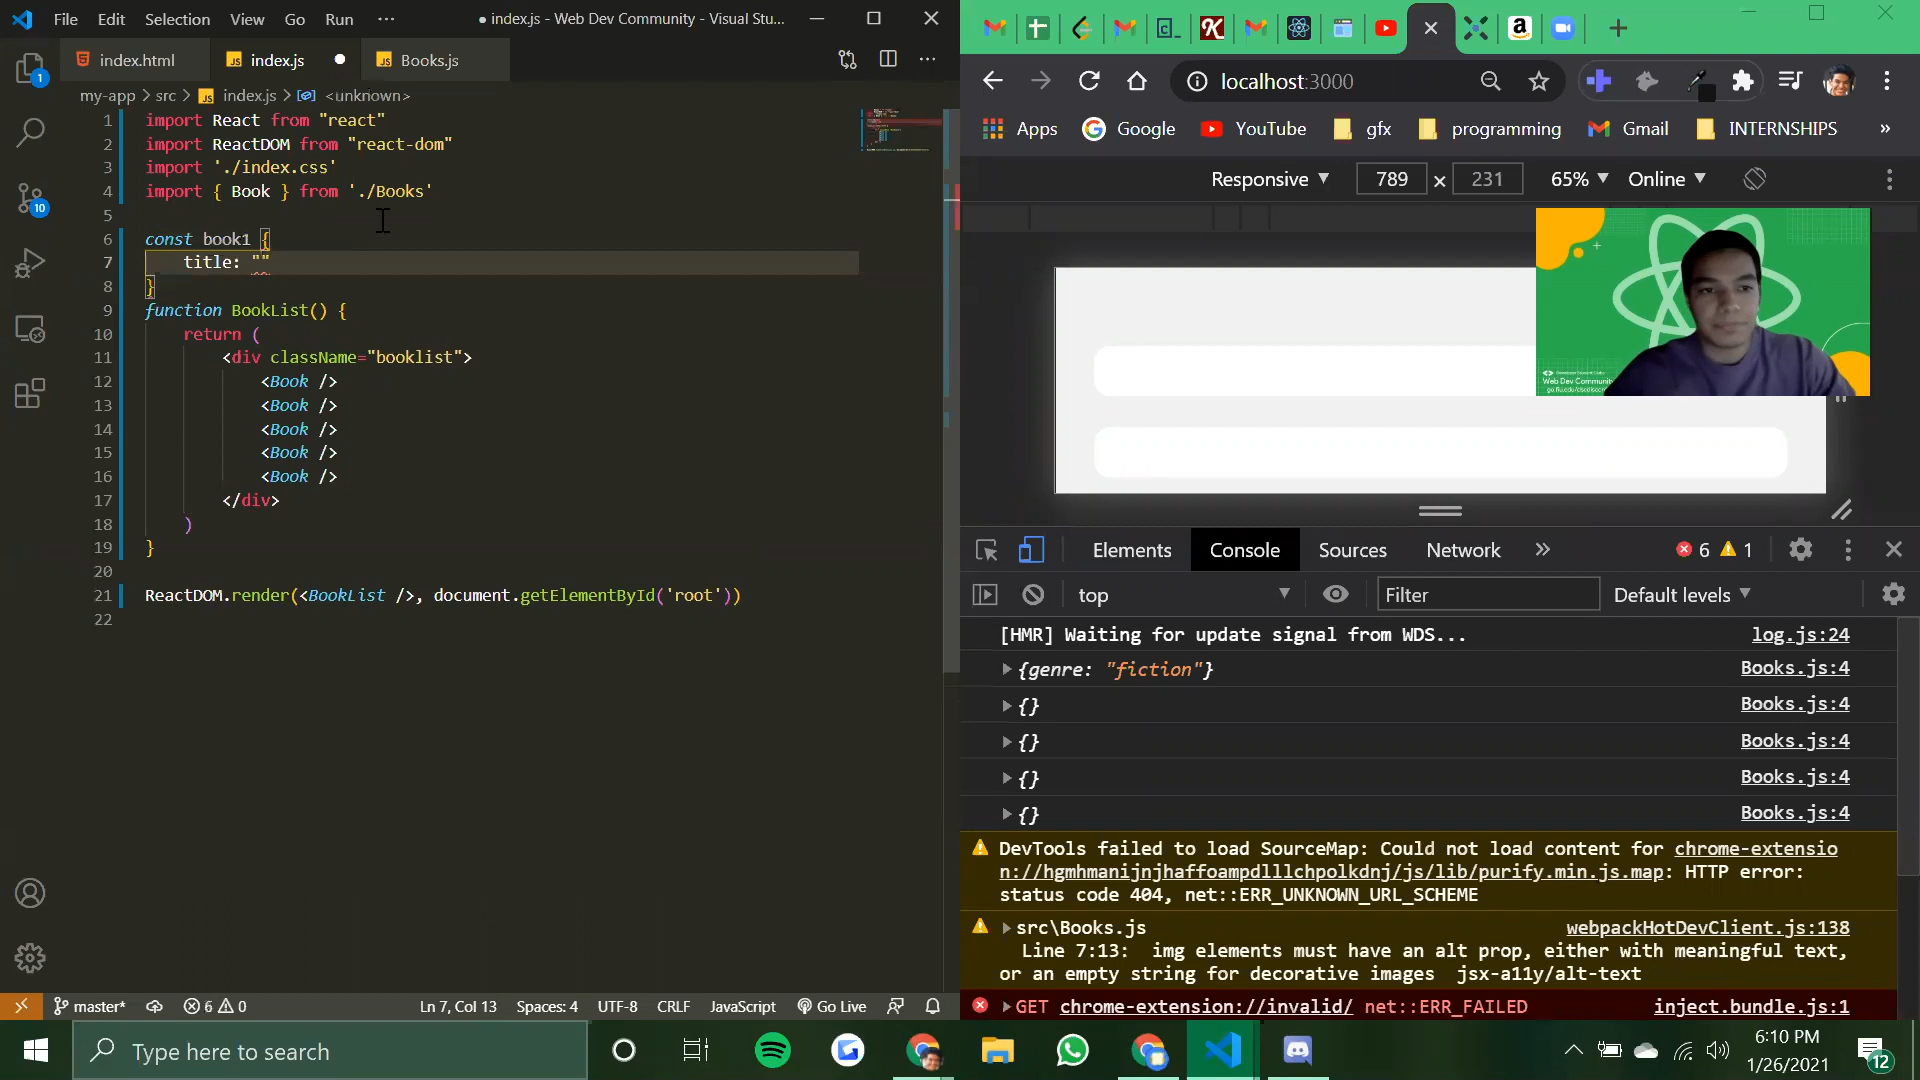 File Edit Selection View Go Run ··· ● index.js - Web Dev Community - Visual Stu...
index.html
index.js
Books.js
my-app > src > index.js > <unknown>
1 import React from "react"
2 import ReactDOM from "react-dom"
3 import './index.css'
4 import { Book } from './Books'
5
6 const book1 {
7 title: ""
8 }
9 function BookList() {
10 return (
11 <div className="booklist">
12 <Book />
13 <Book />
14 <Book />
15 <Book />
16 <Book />
17 </div>
18 )
19 }
20
21 ReactDOM.render(<BookList />, document.getElementById('root'))
22
1
10
master* 6 0 Ln 7, Col 13 Spaces: 4 UTF-8 CRLF JavaScript Go Live
localhost:3000
Apps Google YouTube gfx programming Gmail INTERNSHIPS »
Responsive 789 × 231 65% Online
Web Dev Community
Elements Console Sources Network » 6 1
top Filter Default levels
[HMR] Waiting for update signal from WDS... log.js:24
{genre: "fiction"} Books.js:4
{} Books.js:4
{} Books.js:4
{} Books.js:4
{} Books.js:4
DevTools failed to load SourceMap: Could not load content for chrome-extensio
n://hgmhmanijnjhaffoampdlllchpolkdnj/js/lib/purify.min.js.map: HTTP error:
status code 404, net::ERR_UNKNOWN_URL_SCHEME
src\Books.js webpackHotDevClient.js:138
Line 7:13: img elements must have an alt prop, either with meaningful text,
or an empty string for decorative images jsx-a11y/alt-text
GET chrome-extension://invalid/ net::ERR_FAILED inject.bundle.js:1
Type here to search
6:10 PM
1/26/2021
12